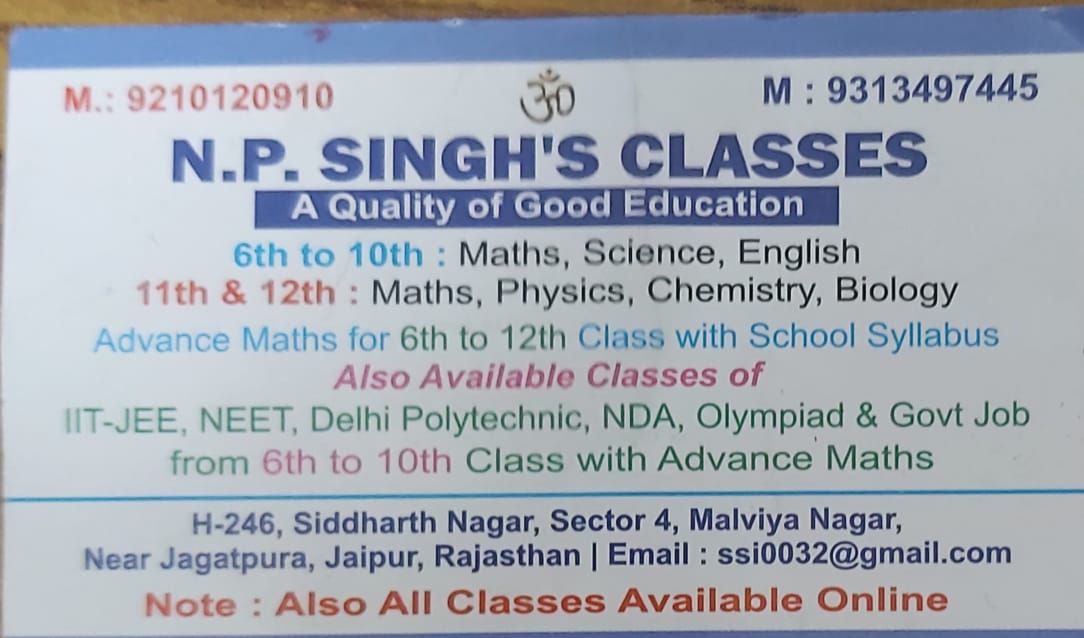 M.: 9210120910 ॐ M : 9313497445
N.P. SINGH'S CLASSES
A Quality of Good Education
6th to 10th : Maths, Science, English
11th & 12th : Maths, Physics, Chemistry, Biology
Advance Maths for 6th to 12th Class with School Syllabus
Also Available Classes of
IIT-JEE, NEET, Delhi Polytechnic, NDA, Olympiad & Govt Job
from 6th to 10th Class with Advance Maths
H-246, Siddharth Nagar, Sector 4, Malviya Nagar,
Near Jagatpura, Jaipur, Rajasthan | Email : ssi0032@gmail.com
Note : Also All Classes Available Online